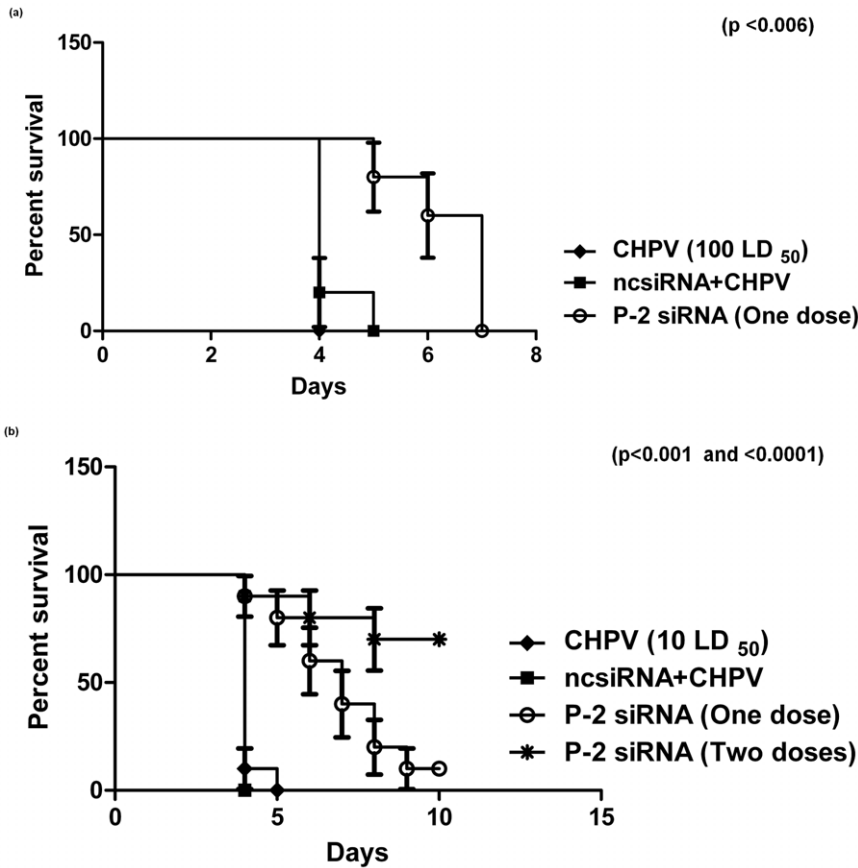 (a)
(p <0.006)
150
100
50
0
Percent survival
0 2 4 6 8
Days
CHPV (100 LD 50)
ncsiRNA+CHPV
P-2 siRNA (One dose)
(b)
(p<0.001 and <0.0001)
150
100
50
0
Percent survival
0 5 10 15
Days
CHPV (10 LD 50)
ncsiRNA+CHPV
P-2 siRNA (One dose)
P-2 siRNA (Two doses)